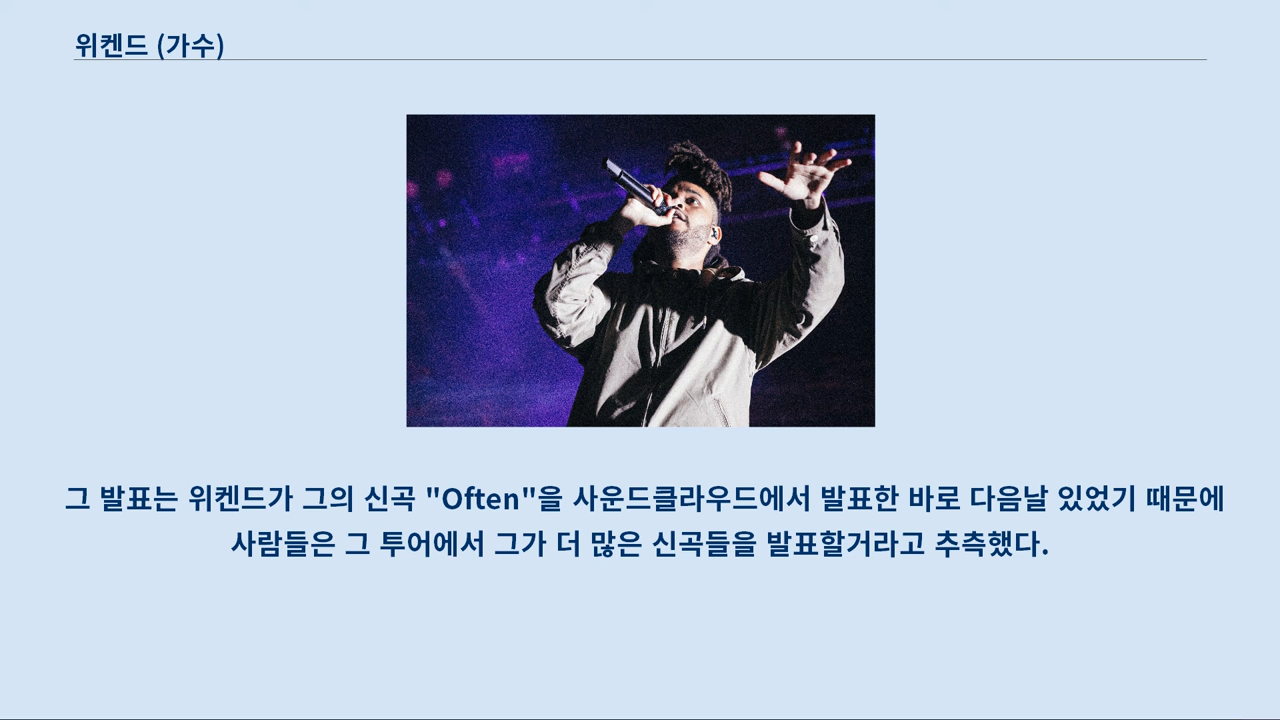 위켄드 (가수)
그 발표는 위켄드가 그의 신곡 "Often"을 사운드클라우드에서 발표한 바로 다음날 있었기 때문에
사람들은 그 투어에서 그가 더 많은 신곡들을 발표할거라고 추측했다.